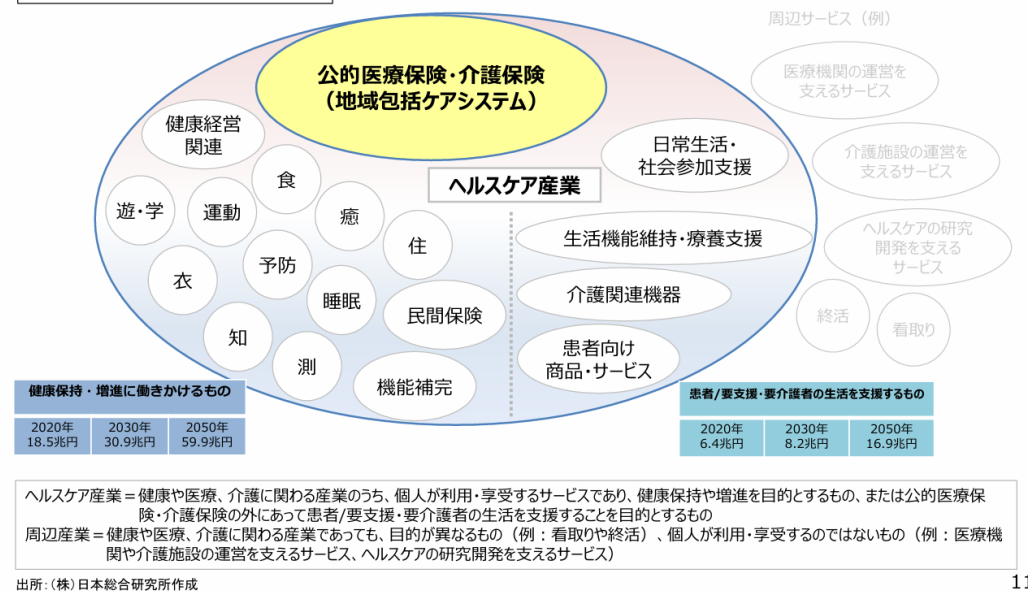 周辺サービス（例）
公的医療保険・介護保険
（地域包括ケアシステム）
医療機関の運営を
支えるサービス
健康経営
関連
日常生活・
社会参加支援
介護施設の運営を
支えるサービス
食
ヘルスケア産業
遊・学
運動
癒
住
生活機能維持・療養支援
ヘルスケアの研究
開発を支える
サービス
衣
予防
睡眠
民間保険
介護関連機器
終活
看取り
知
測
機能補完
患者向け
商品・サービス
健康保持・増進に働きかけるもの
2020年
18.5兆円
2030年
30.9兆円
2050年
59.9兆円
患者/要支援・要介護者の生活を支援するもの
2020年
6.4兆円
2030年
8.2兆円
2050年
16.9兆円
ヘルスケア産業＝健康や医療、介護に関わる産業のうち、個人が利用・享受するサービスであり、健康保持や増進を目的とするもの、または公的医療保
険・介護保険の外にあって患者/要支援・要介護者の生活を支援することを目的とするもの
周辺産業＝健康や医療、介護に関わる産業であっても、目的が異なるもの（例：看取りや終活）、個人が利用・享受するのではないもの（例：医療機
関や介護施設の運営を支えるサービス、ヘルスケアの研究開発を支えるサービス）
出所：（株）日本総合研究所作成
11